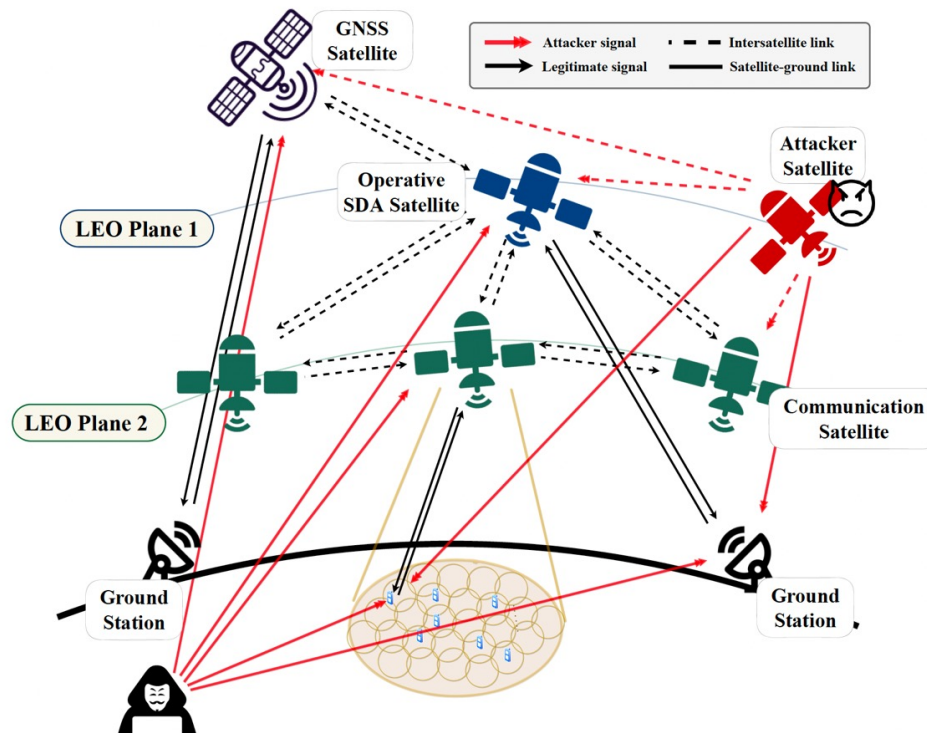 GNSS
Satellite
Attacker signal
Intersatellite link
Legitimate signal
Satellite-ground link
Attacker
Satellite
Operative
SDA Satellite
LEO Plane 1
LEO Plane 2
Communication
Satellite
Ground
Station
Ground
Station